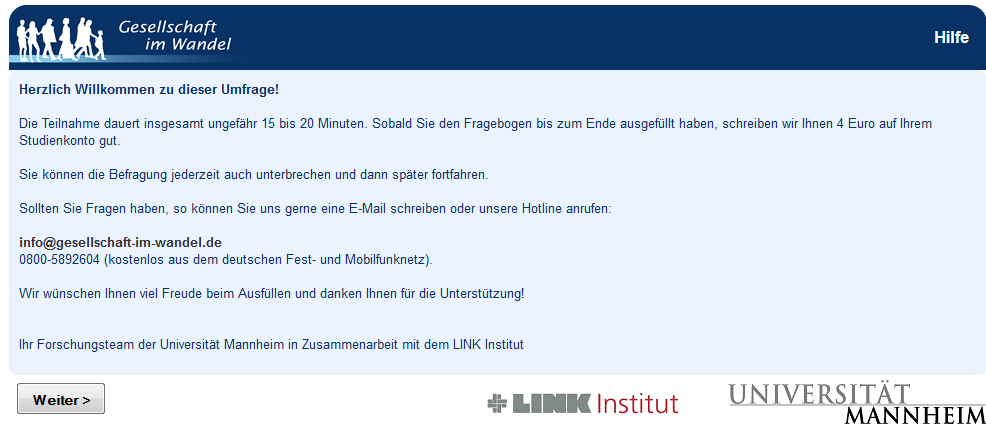 Gesellschaft
im Wandel
Hilfe
Herzlich Willkommen zu dieser Umfrage!
Die Teilnahme dauert insgesamt ungefähr 15 bis 20 Minuten. Sobald Sie den Fragebogen bis zum Ende ausgefüllt haben, schreiben wir Ihnen 4 Euro auf Ihrem
Studienkonto gut.
Sie können die Befragung jederzeit auch unterbrechen und dann später fortfahren.
Sollten Sie Fragen haben, so können Sie uns gerne eine E-Mail schreiben oder unsere Hotline anrufen:
info@gesellschaft-im-wandel.de
0800-5892604 (kostenlos aus dem deutschen Fest- und Mobilfunknetz).
Wir wünschen Ihnen viel Freude beim Ausfüllen und danken Ihnen für die Unterstützung!
Ihr Forschungsteam der Universität Mannheim in Zusammenarbeit mit dem LINK Institut
Weiter >
LINK Institut
UNIVERSITÄT
MANNHEIM